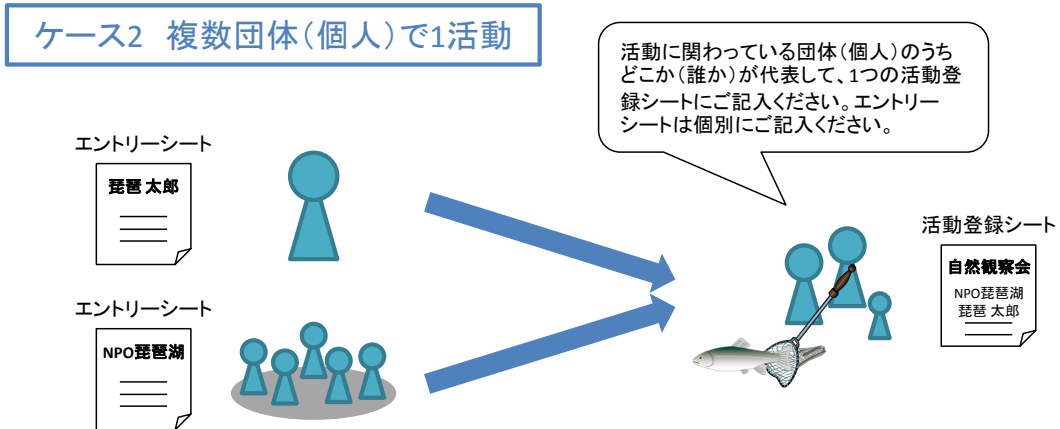 ケース2 複数団体(個人)で1活動
活動に関わっている団体(個人)のうち
どこか(誰か)が代表して、1つの活動登
録シートにご記入ください。エントリー
シートは個別にご記入ください。
エントリーシート
琵琶 太郎
エントリーシート
NPO琵琶湖
活動登録シート
自然観察会
NPO琵琶湖
琵琶 太郎